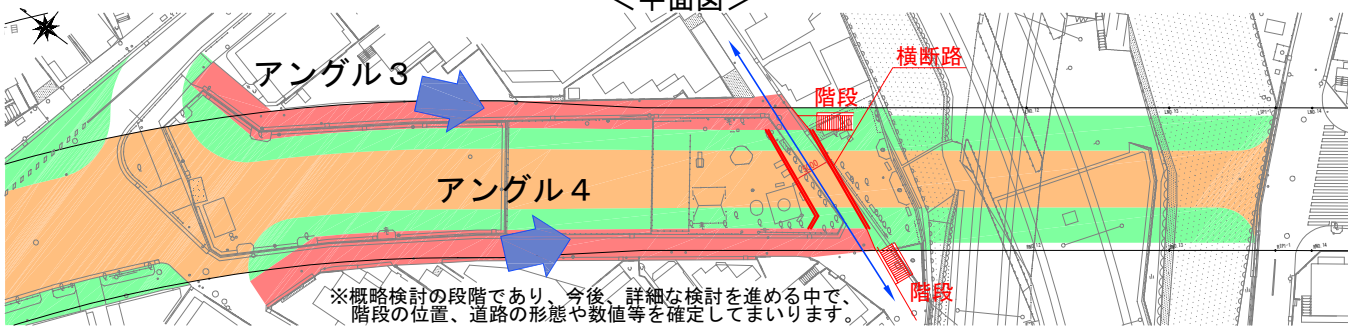 <平面図>
アングル3
横断路
階段
アングル4
階段
※概略検討の段階であり、今後、詳細な検討を進める中で、
階段の位置、道路の形態や数値等を確定してまいります。